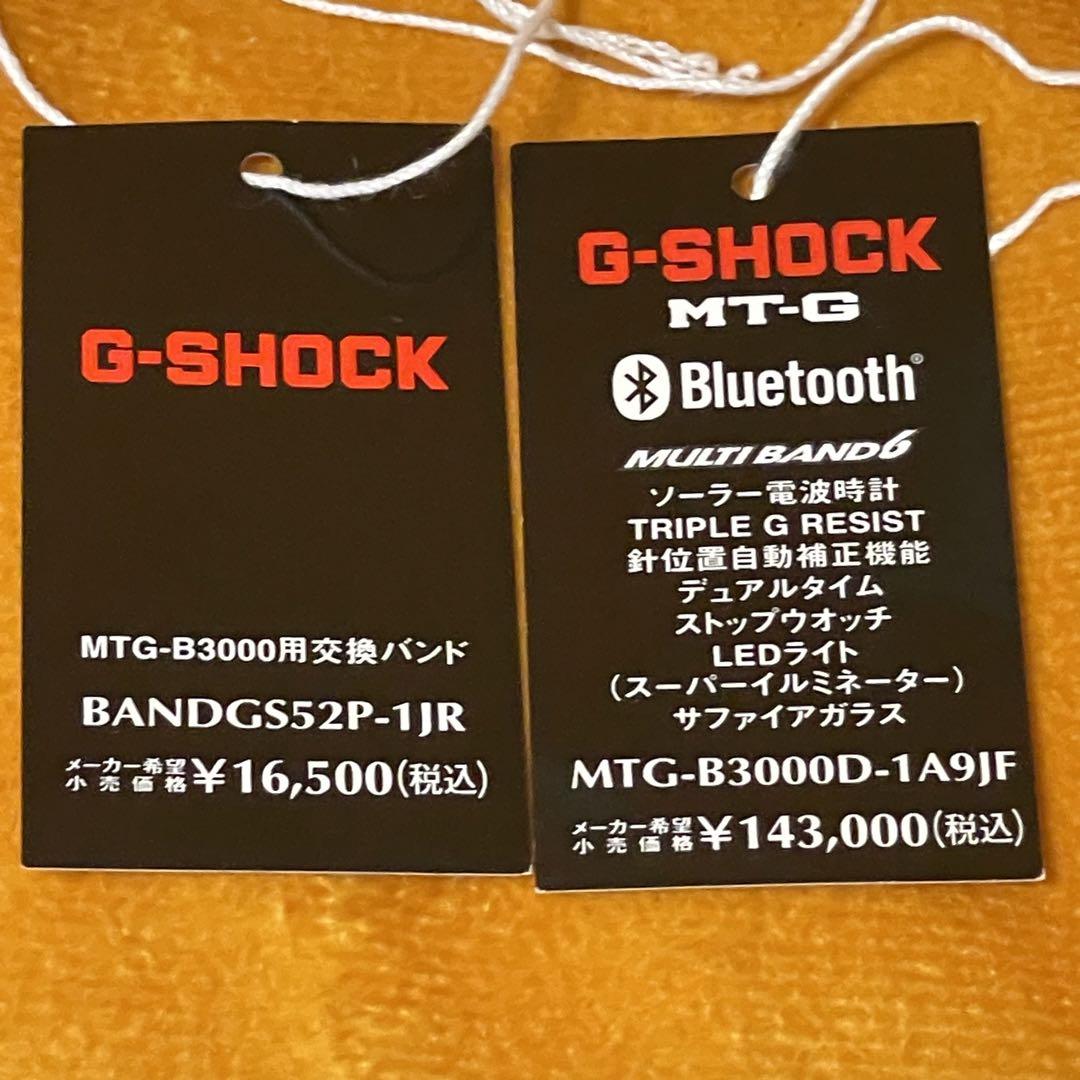 G-SHOCK
MTG-B3000用交換バンド
BANDGS52P-1JR
メーカー希望
小売価格 ¥16,500(税込)
G-SHOCK
MT-G
Bluetooth®
MULTI BAND 6
ソーラー電波時計
TRIPLE G RESIST
針位置自動補正機能
デュアルタイム
ストップウオッチ
LEDライト
(スーパーイルミネーター)
サファイアガラス
MTG-B3000D-1A9JF
メーカー希望
小売価格 ¥143,000(税込)